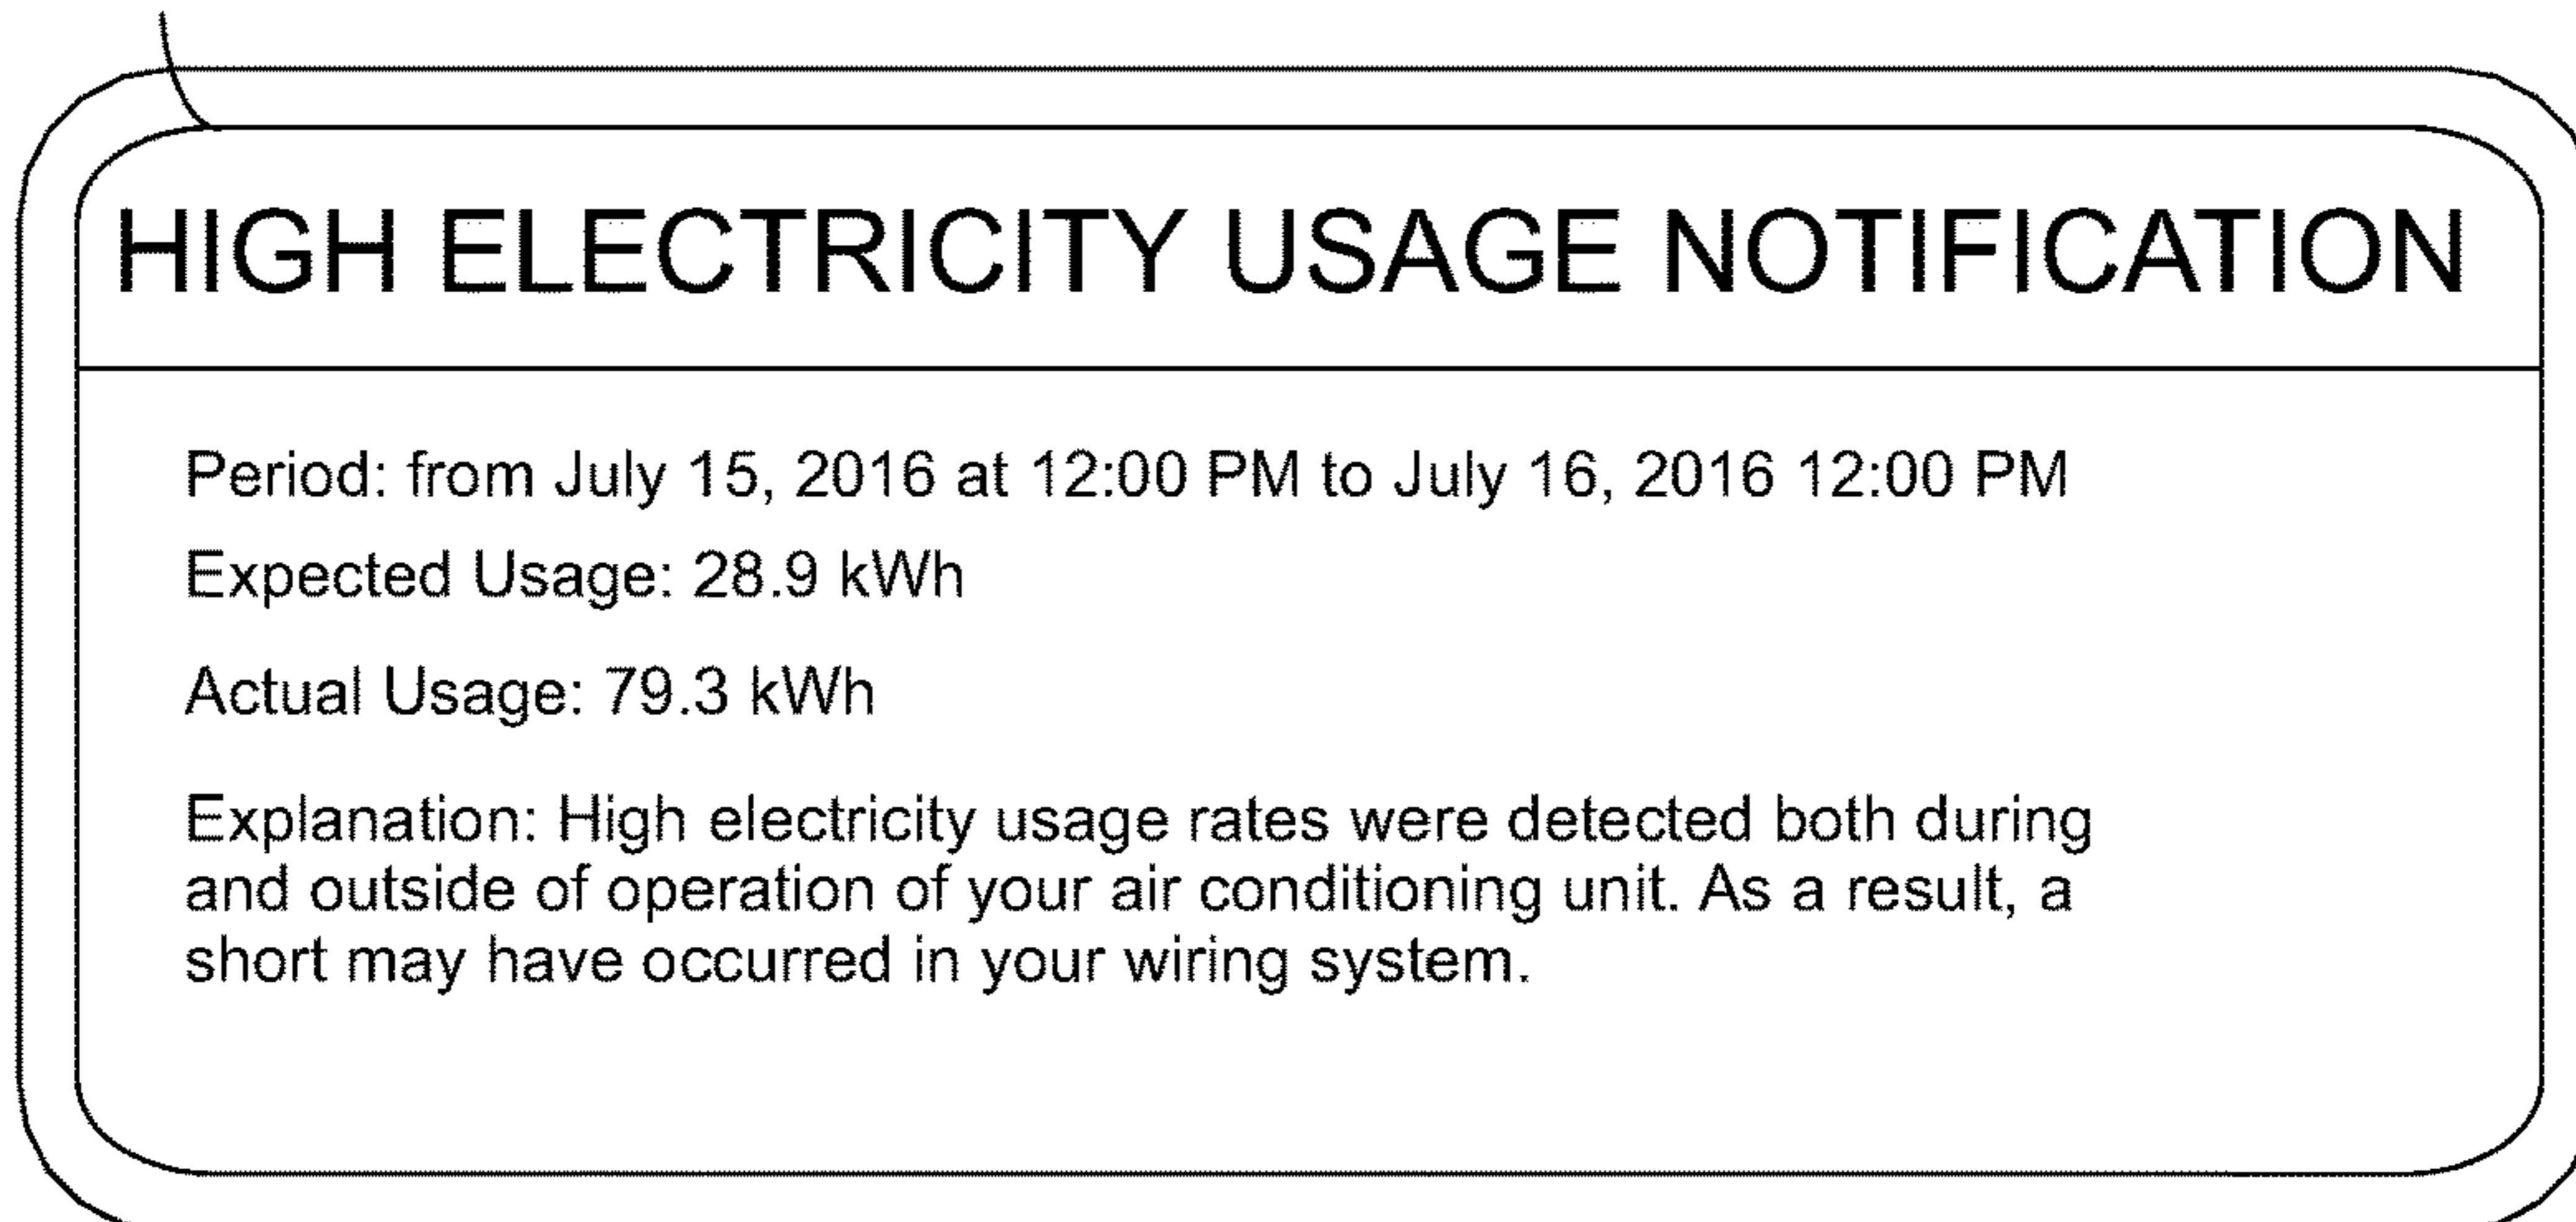 HIGH ELECTRICITY USAGE NOTIFICATION
Period: from July 15, 2016 at 12:00 PM to July 16, 2016 12:00 PM
Expected Usage: 28.9 kWh
Actual Usage: 79.3 kWh
Explanation: High electricity usage rates were detected both during
and outside of operation of your air conditioning unit. As a result, a
short may have occurred in your wiring system.